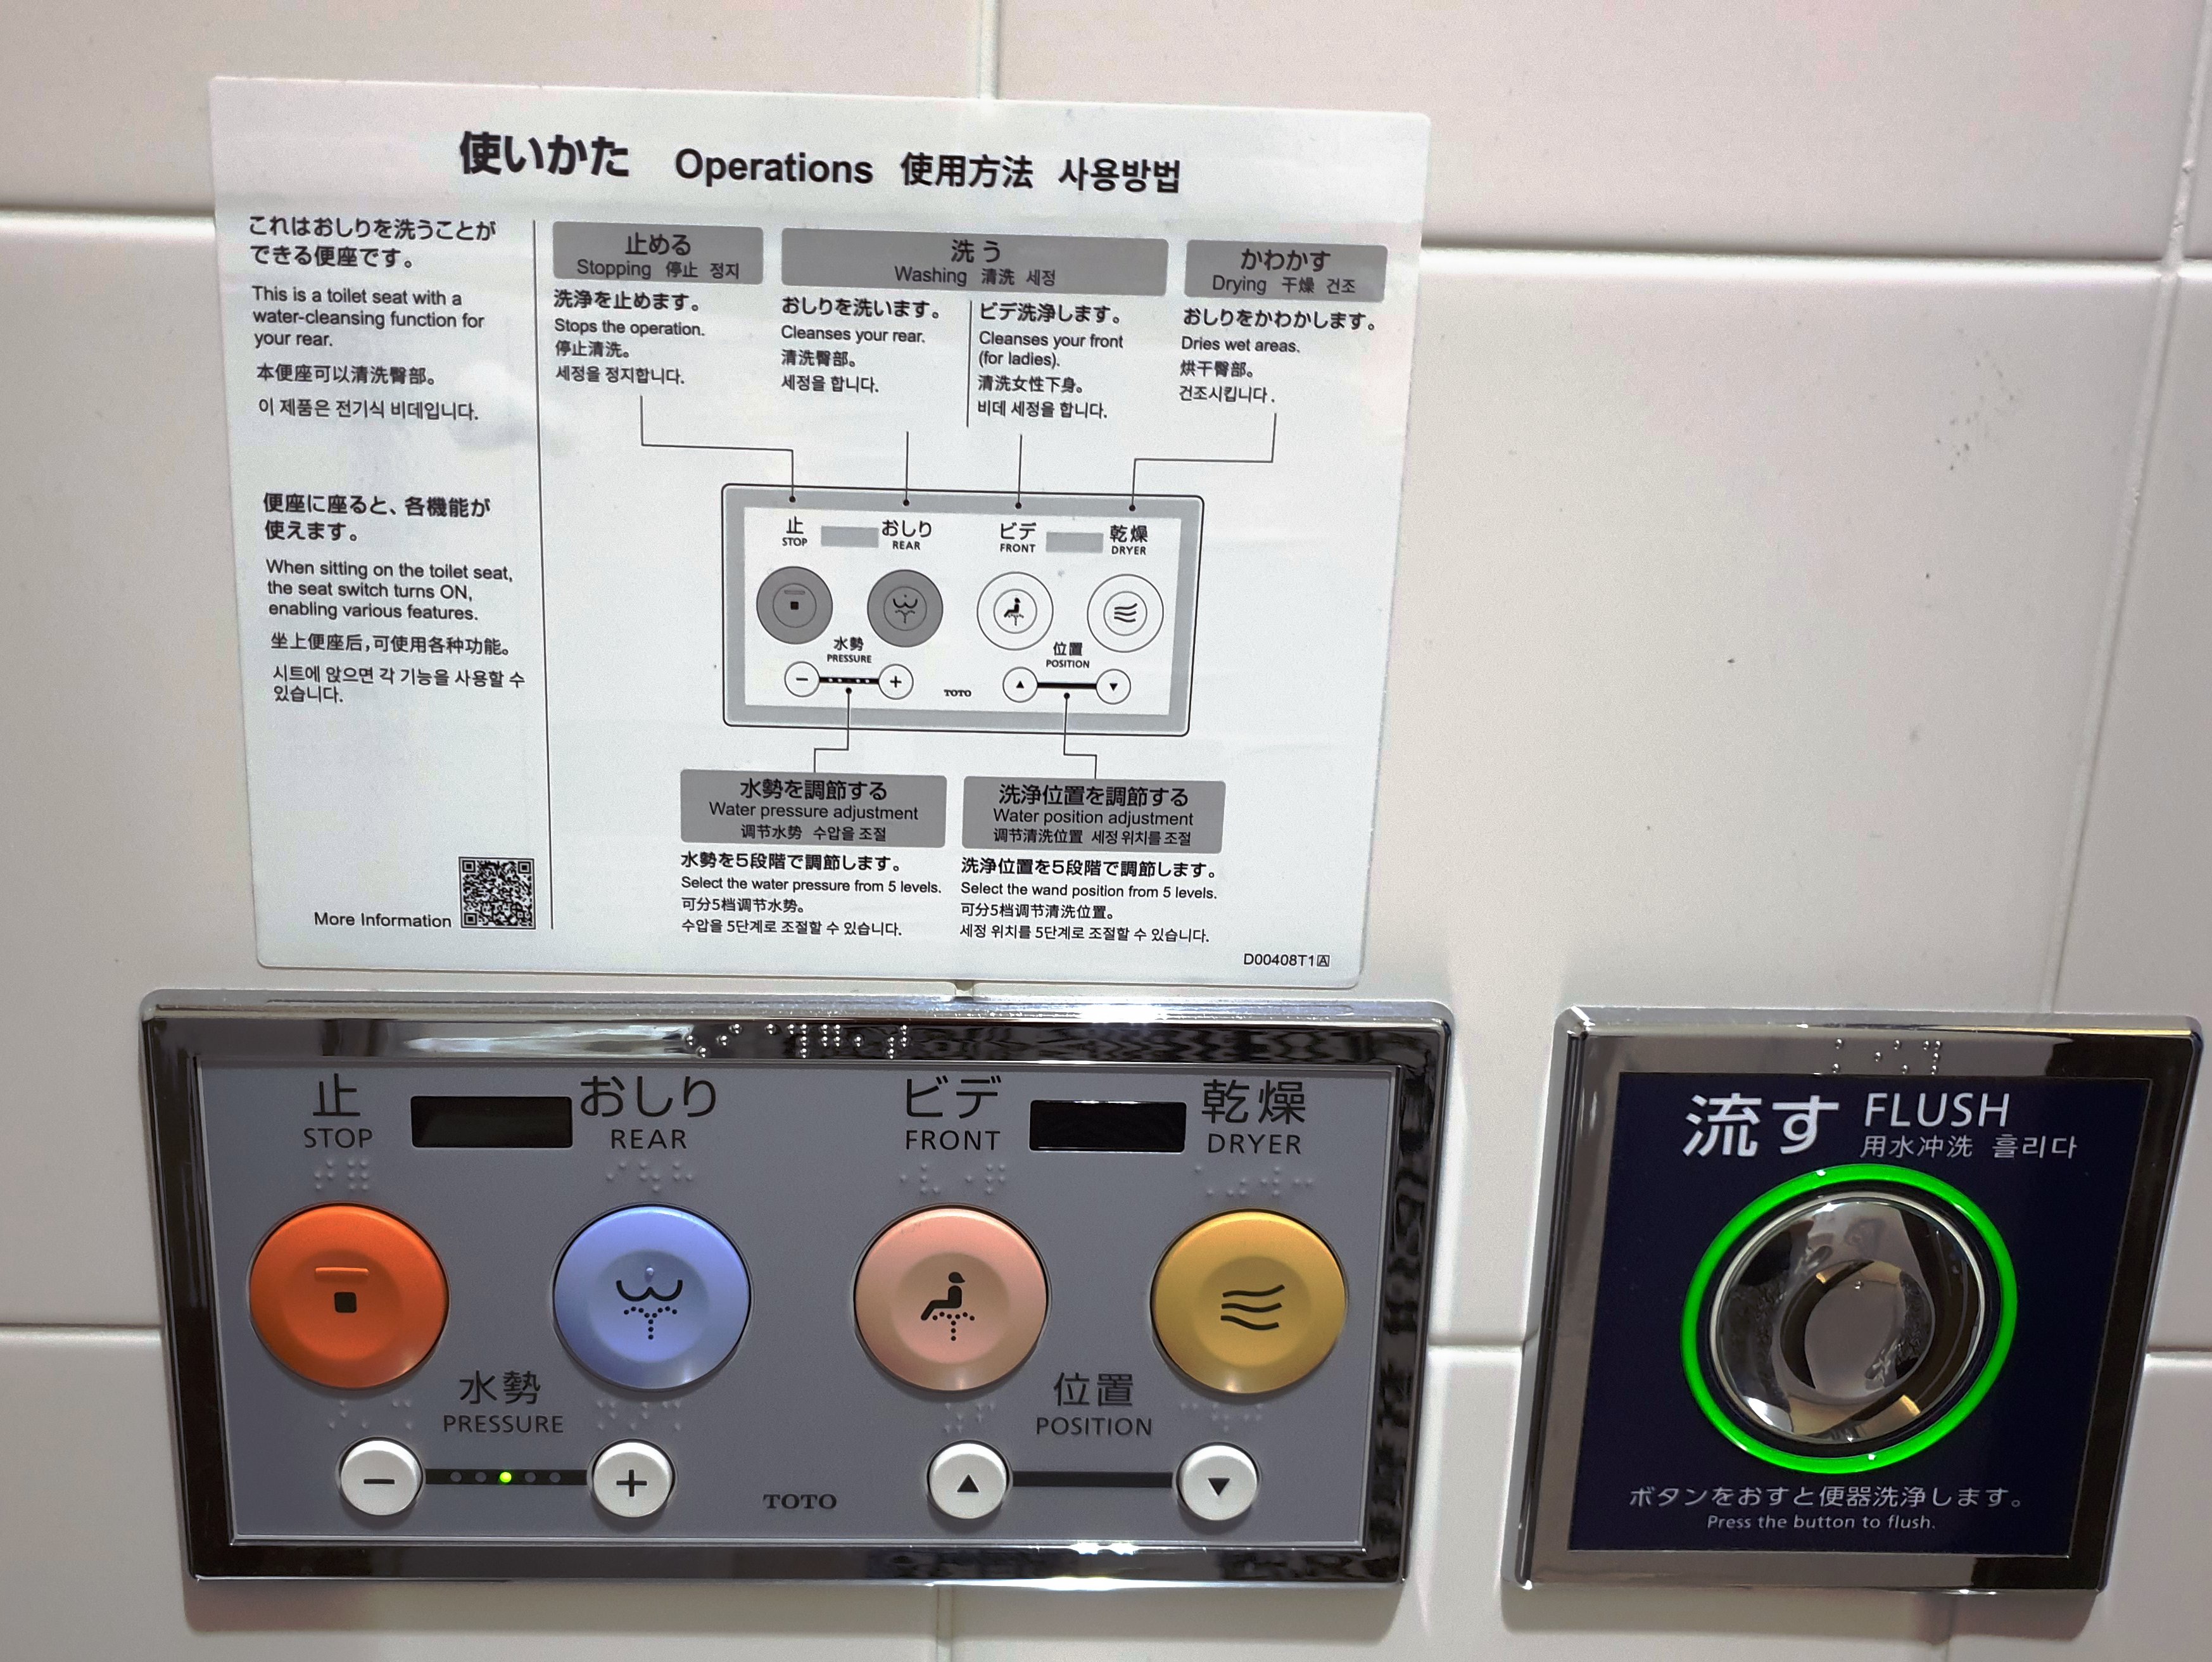 使いかた Operations 使用方法 사용방법
これはおしりを洗うことが
できる便座です。
This is a toilet seat with a
water-cleansing function for
your rear.
本便座可以清洗臀部。
이 제품은 전기식 비데입니다.
便座に座ると、各機能が
使えます。
When sitting on the toilet seat,
the seat switch turns ON,
enabling various features.
坐上便座后,可使用各种功能。
시트에 앉으면 각 기능을 사용할 수
있습니다.
More Information
止める
Stopping 停止 정지
洗浄を止めます。
Stops the operation.
停止清洗。
세정을 정지합니다.
洗う
Washing 清洗 세정
おしりを洗います。
Cleanses your rear.
清洗臀部。
세정을 합니다.
ビデ洗浄します。
Cleanses your front
(for ladies).
清洗女性下身。
비데 세정을 합니다.
かわかす
Drying 干燥 건조
おしりをかわかします。
Dries wet areas.
烘干臀部。
건조시킵니다.
止 おしり ビデ 乾燥
STOP REAR FRONT DRYER
水勢 位置
PRESSURE POSITION
− + ▲ ▼
TOTO
水勢を調節する
Water pressure adjustment
调节水势 수압을 조절
水勢を5段階で調節します。
Select the water pressure from 5 levels.
可分5档调节水势。
수압을 5단계로 조절할 수 있습니다.
洗浄位置を調節する
Water position adjustment
调节清洗位置 세정 위치를 조절
洗浄位置を5段階で調節します。
Select the wand position from 5 levels.
可分5档调节清洗位置。
세정 위치를 5단계로 조절할 수 있습니다.
D00408T1A
止 おしり ビデ 乾燥
STOP REAR FRONT DRYER
水勢 位置
PRESSURE POSITION
− + ▲ ▼
TOTO
流す FLUSH
用水冲洗 흘리다
ボタンをおすと便器洗浄します。
Press the button to flush.